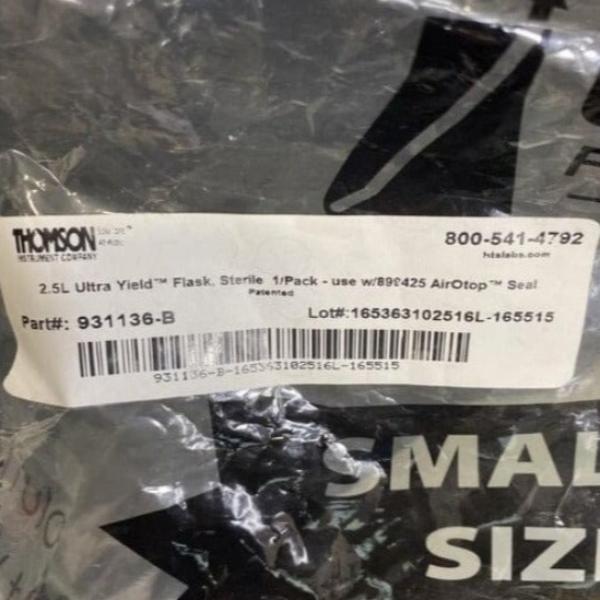 THOMSON
INSTRUMENT COMPANY
800-541-4792
htslabs.com
2.5L Ultra Yield™ Flask, Sterile 1/Pack - use w/899425 AirOtop™ Seal
Patented
Part#: 931136-B
Lot#:165363102516L-165515
931136-B-165363102516L-165515
SMAL
SIZ